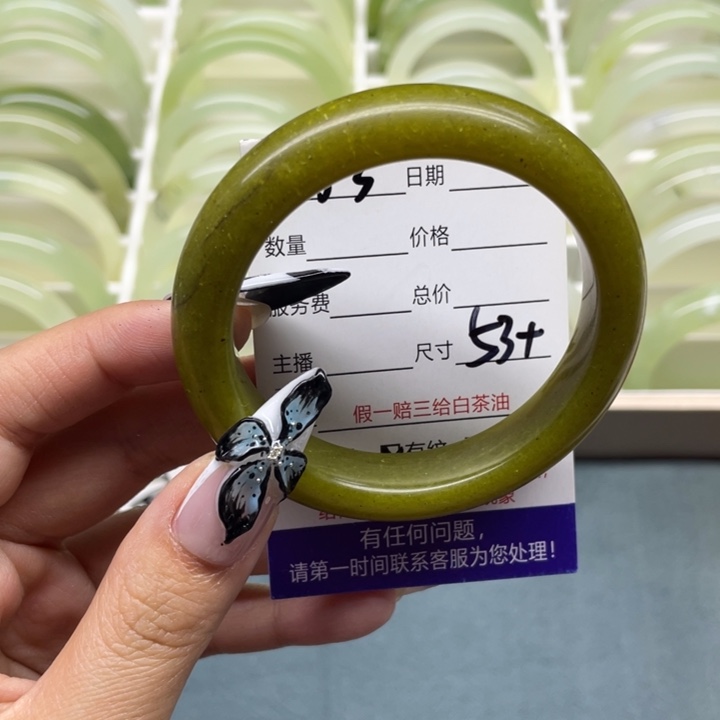 日期
数量 价格
服务费 总价
主播 尺寸 53+
假一赔三给白茶油
有纹
有任何问题，
请第一时间联系客服为您处理！